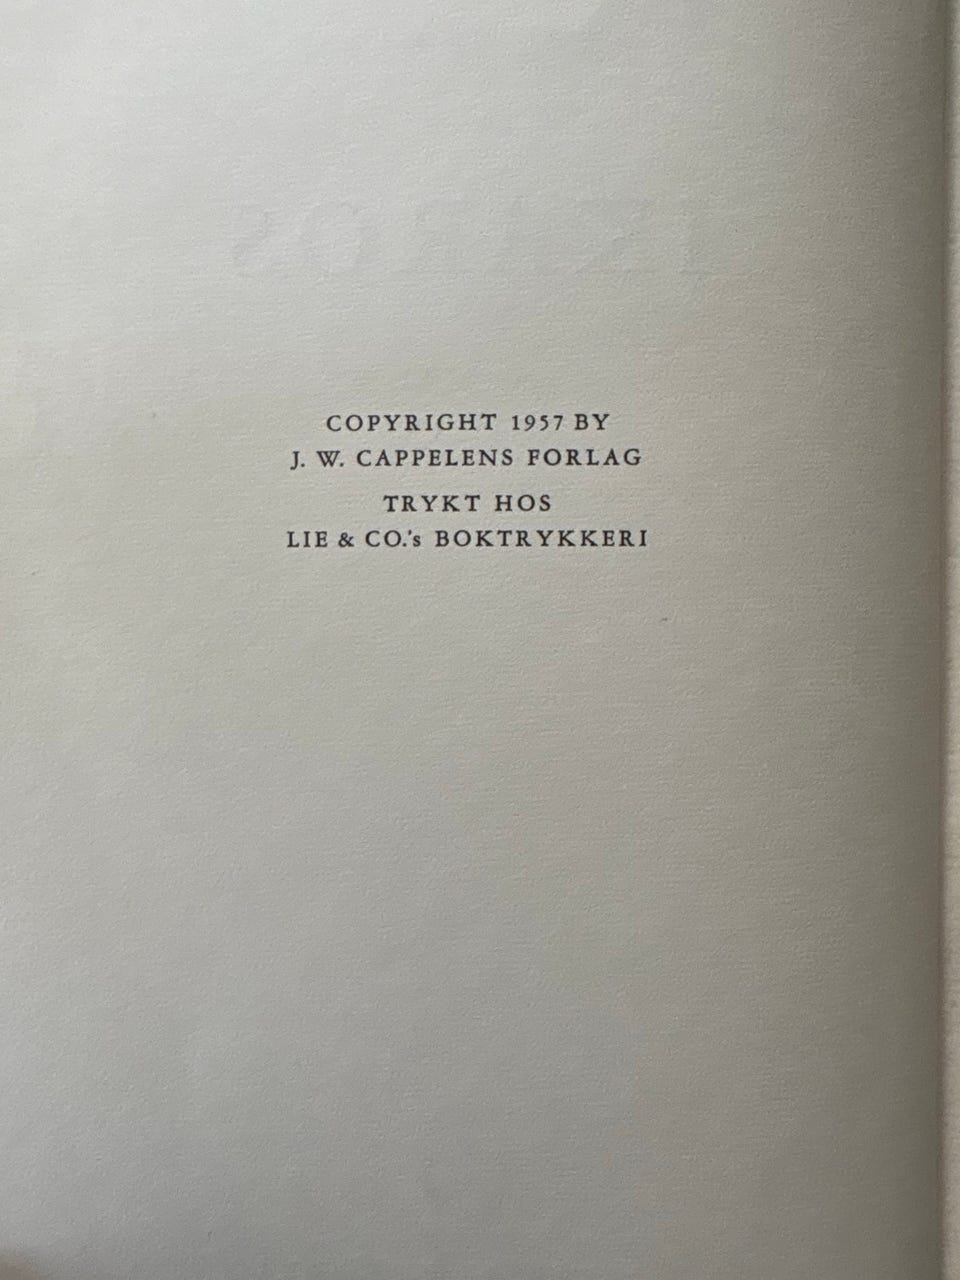 COPYRIGHT 1957 BY
J. W. CAPPELENS FORLAG
TRYKT HOS
LIE & CO.'s BOKTRYKKERI